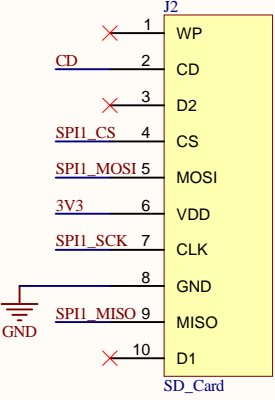 J2
1 WP
CD 2 CD
3 D2
SPI1_CS 4 CS
SPI1_MOSI 5 MOSI
3V3 6 VDD
SPI1_SCK 7 CLK
8 GND
GND
SPI1_MISO 9 MISO
10 D1
SD_Card